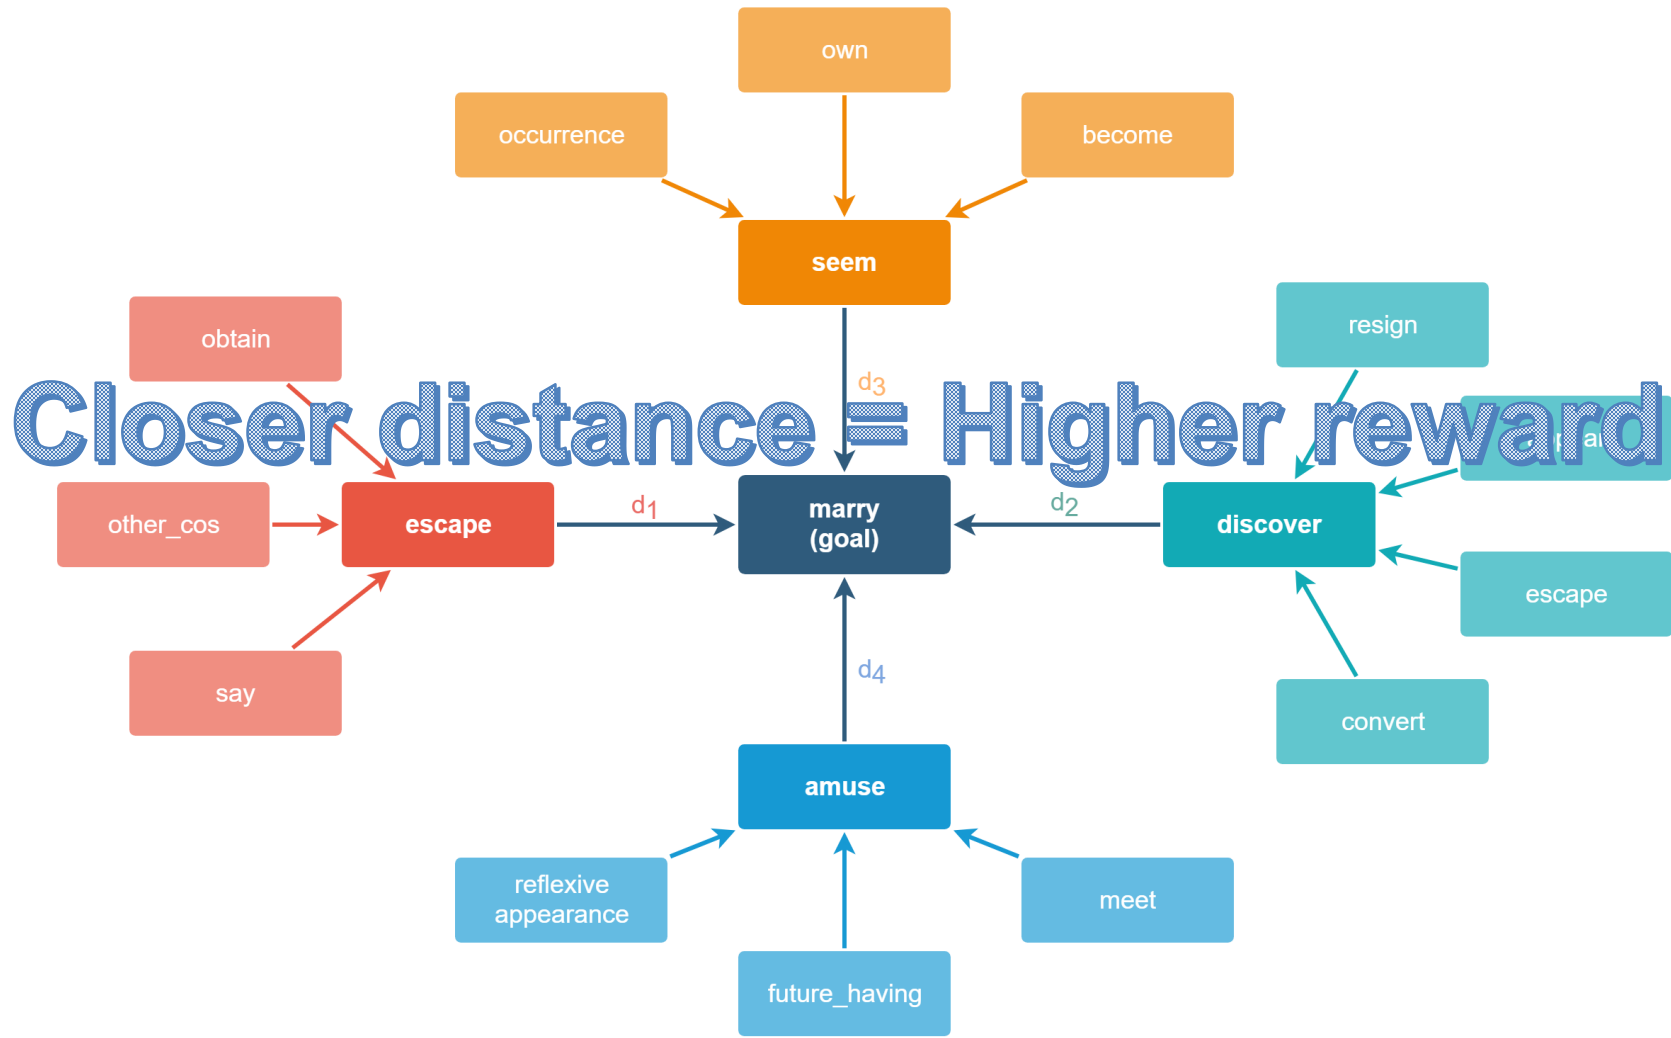 own
occurrence
become
seem
obtain
resign
d3
Closer distance = Higher reward
other_cos
escape
d1
marry
(goal)
d2
discover
escape
say
d4
convert
amuse
reflexive
appearance
meet
future_having